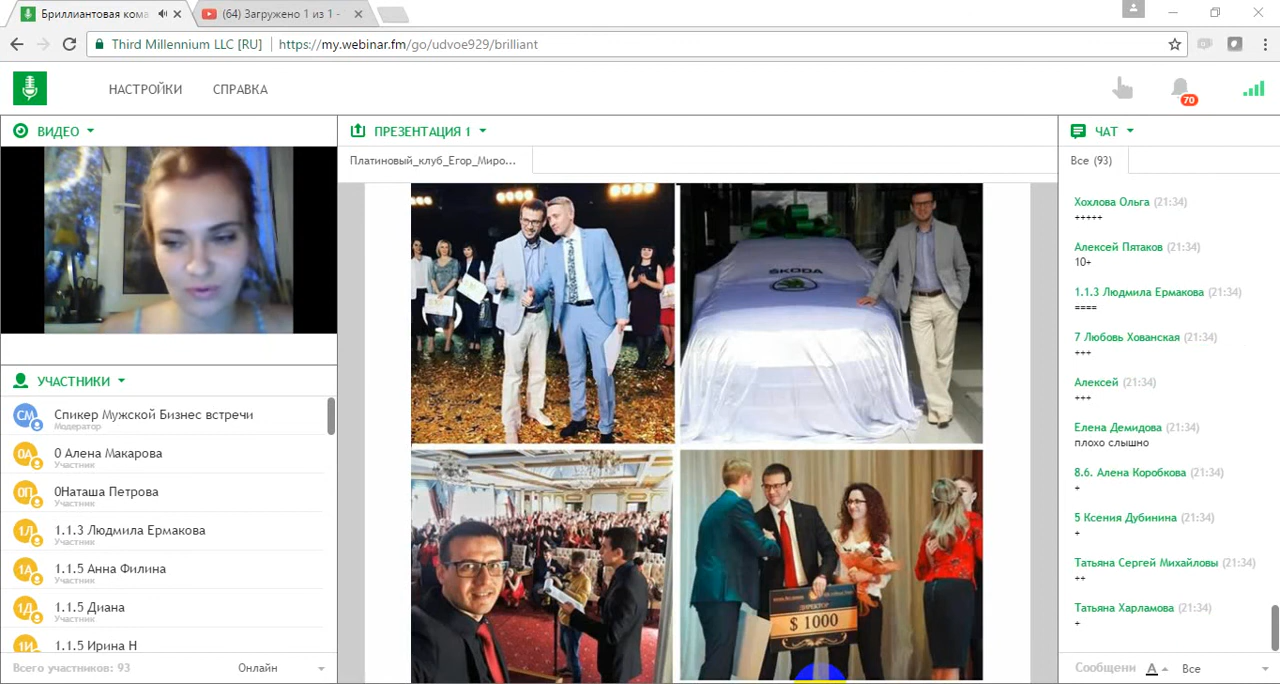 Бриллиантовая кома
(64) Загружено 1 из 1 -
Third Millennium LLC [RU]
https://my.webinar.fm/go/udvoe929/brilliant
НАСТРОЙКИ
СПРАВКА
70
ВИДЕО
УЧАСТНИКИ
СМ
Спикер Мужской Бизнес встречи
Модератор
0А
0 Алена Макарова
Участник
0П
0Наташа Петрова
Участник
1Л
1.1.3 Людмила Ермакова
Участник
1А
1.1.5 Анна Филина
Участник
1Д
1.1.5 Диана
Участник
1И
1.1.5 Ирина Н
Всего участников: 93
Онлайн
ПРЕЗЕНТАЦИЯ 1
Платиновый_клуб_Егор_Миро...
ŠKODA
ДИРЕКТОР
$ 1000
ЧАТ
Все (93)
Хохлова Ольга (21:34)
+++++
Алексей Пятаков (21:34)
10+
1.1.3 Людмила Ермакова (21:34)
====
7 Любовь Хованская (21:34)
+++
Алексей (21:34)
+++
Елена Демидова (21:34)
плохо слышно
8.6. Алена Коробкова (21:34)
+
5 Ксения Дубинина (21:34)
+
Татьяна Сергей Михайловы (21:34)
++
Татьяна Харламова (21:34)
+
Сообщени
A
Все